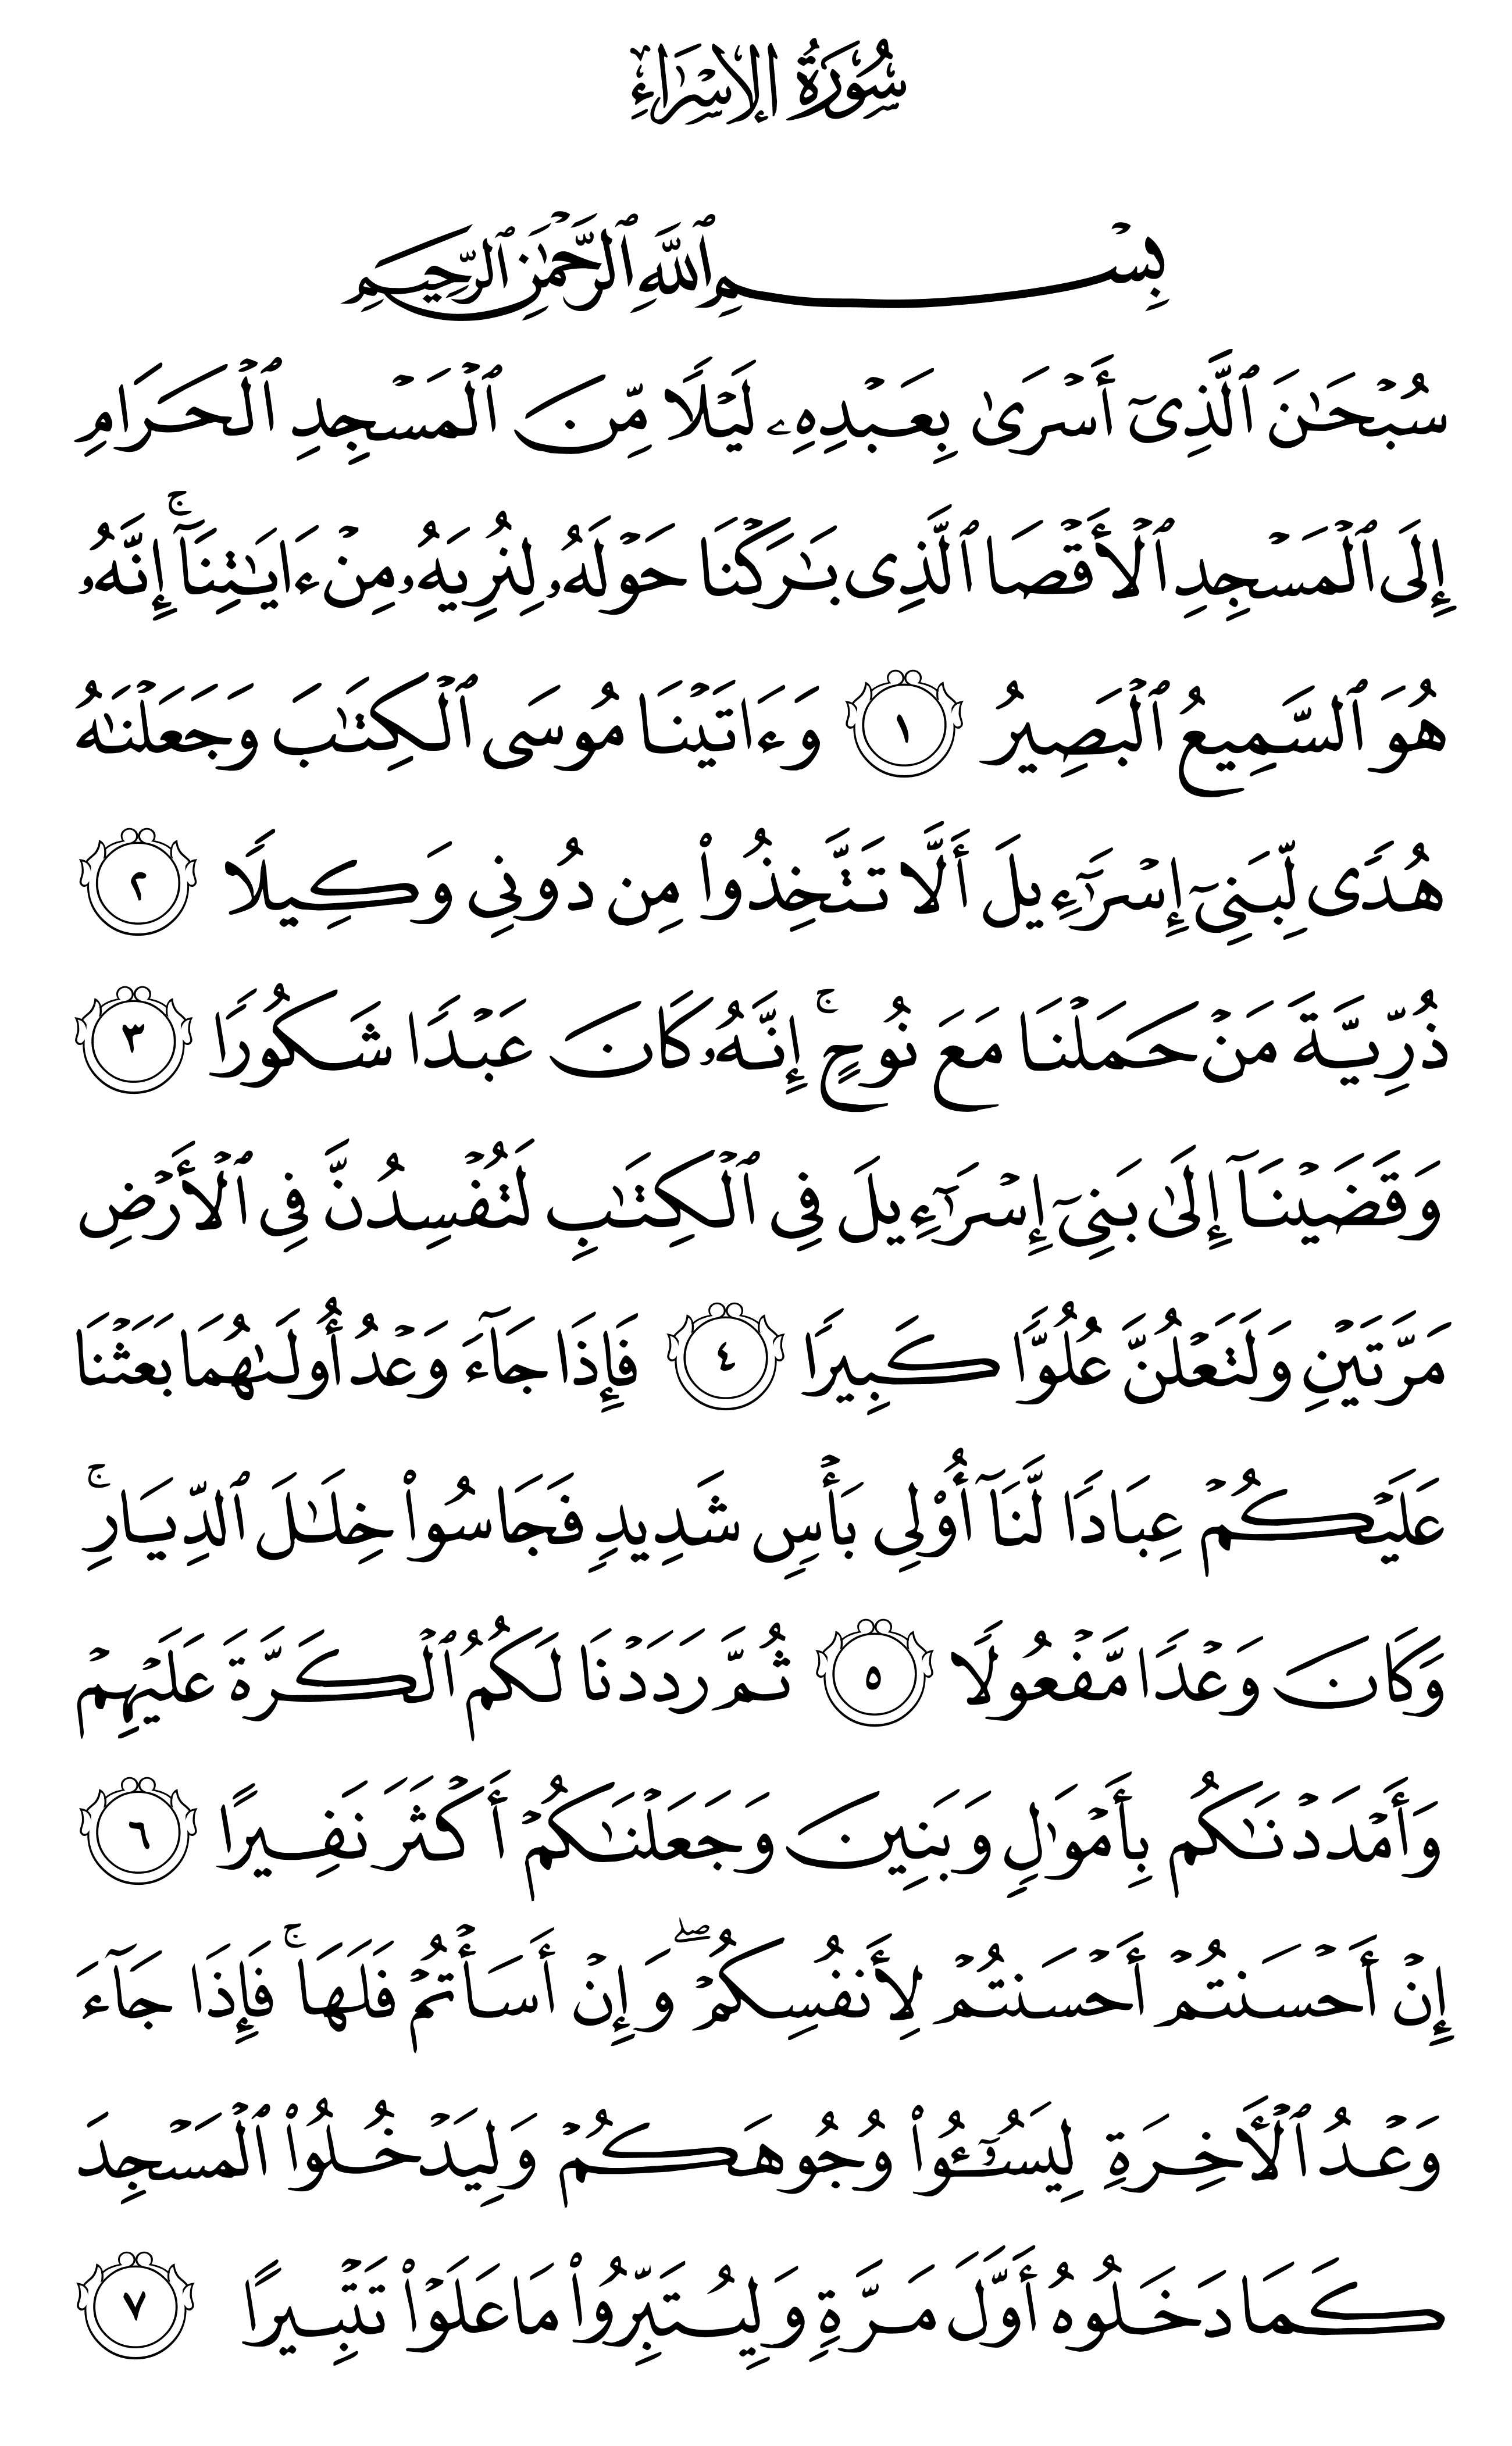 سُورَةُ الإِسۡرَاءِ
بِسۡمِ ٱللَّهِ ٱلرَّحۡمَٰنِ ٱلرَّحِيمِ
سُبۡحَٰنَ ٱلَّذِىٓ أَسۡرَىٰ بِعَبۡدِهِۦ لَيۡلٗا مِّنَ ٱلۡمَسۡجِدِ ٱلۡحَرَامِ
إِلَى ٱلۡمَسۡجِدِ ٱلۡأَقۡصَا ٱلَّذِى بَٰرَكۡنَا حَوۡلَهُۥ لِنُرِيَهُۥ مِنۡ ءَايَٰتِنَآۚ إِنَّهُۥ
هُوَ ٱلسَّمِيعُ ٱلۡبَصِيرُ ١ وَءَاتَيۡنَا مُوسَى ٱلۡكِتَٰبَ وَجَعَلۡنَٰهُ
هُدٗى لِّبَنِىٓ إِسۡرَٰٓءِيلَ أَلَّا تَتَّخِذُواْ مِن دُونِى وَكِيلٗا ٢
ذُرِّيَّةَ مَنۡ حَمَلۡنَا مَعَ نُوحٍۚ إِنَّهُۥ كَانَ عَبۡدٗا شَكُورٗا ٣
وَقَضَيۡنَآ إِلَىٰ بَنِىٓ إِسۡرَٰٓءِيلَ فِى ٱلۡكِتَٰبِ لَتُفۡسِدُنَّ فِى ٱلۡأَرۡضِ
مَرَّتَيۡنِ وَلَتَعۡلُنَّ عُلُوّٗا كَبِيرٗا ٤ فَإِذَا جَآءَ وَعۡدُ أُولَىٰهُمَا بَعَثۡنَا
عَلَيۡكُمۡ عِبَادٗا لَّنَآ أُوْلِى بَأۡسٖ شَدِيدٖ فَجَاسُواْ خِلَٰلَ ٱلدِّيَارِۚ
وَكَانَ وَعۡدٗا مَّفۡعُولٗا ٥ ثُمَّ رَدَدۡنَا لَكُمُ ٱلۡكَرَّةَ عَلَيۡهِمۡ
وَأَمۡدَدۡنَٰكُم بِأَمۡوَٰلٖ وَبَنِينَ وَجَعَلۡنَٰكُمۡ أَكۡثَرَ نَفِيرًا ٦
إِنۡ أَحۡسَنتُمۡ أَحۡسَنتُمۡ لِأَنفُسِكُمۡۖ وَإِنۡ أَسَأۡتُمۡ فَلَهَاۚ فَإِذَا جَآءَ
وَعۡدُ ٱلۡأٓخِرَةِ لِيَسُـُٔواْ وُجُوهَكُمۡ وَلِيَدۡخُلُواْ ٱلۡمَسۡجِدَ
كَمَا دَخَلُوهُ أَوَّلَ مَرَّةٖ وَلِيُتَبِّرُواْ مَا عَلَوۡاْ تَتۡبِيرًا ٧